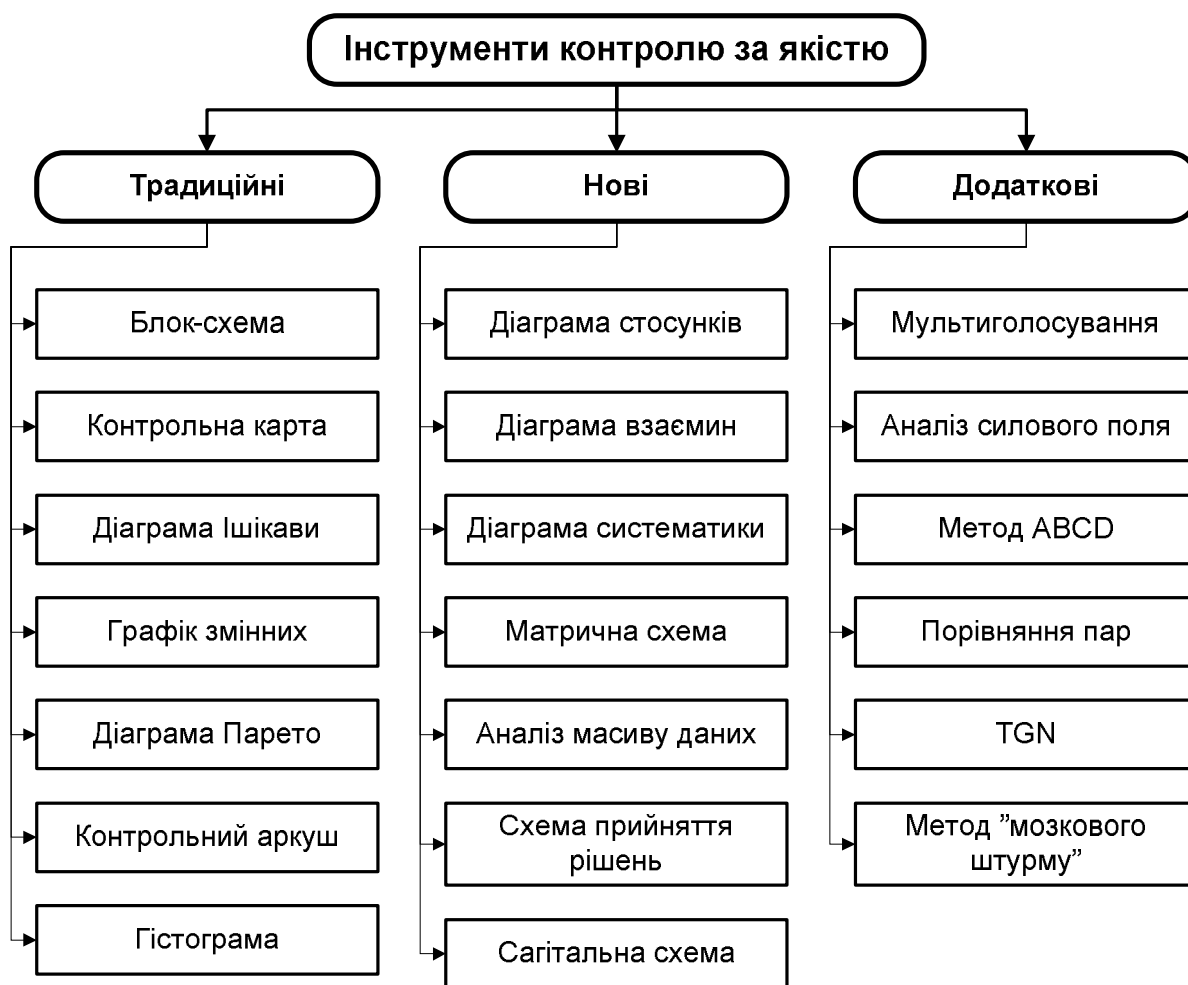 Інструменти контролю за якістю
Традиційні
Нові
Додаткові
Блок-схема
Контрольна карта
Діаграма Ішікави
Графік змінних
Діаграма Парето
Контрольний аркуш
Гістограма
Діаграма стосунків
Діаграма взаємин
Діаграма систематики
Матрична схема
Аналіз масиву даних
Схема прийняття
рішень
Сагітальна схема
Мультиголосування
Аналіз силового поля
Метод ABCD
Порівняння пар
TGN
Метод ”мозкового
штурму”